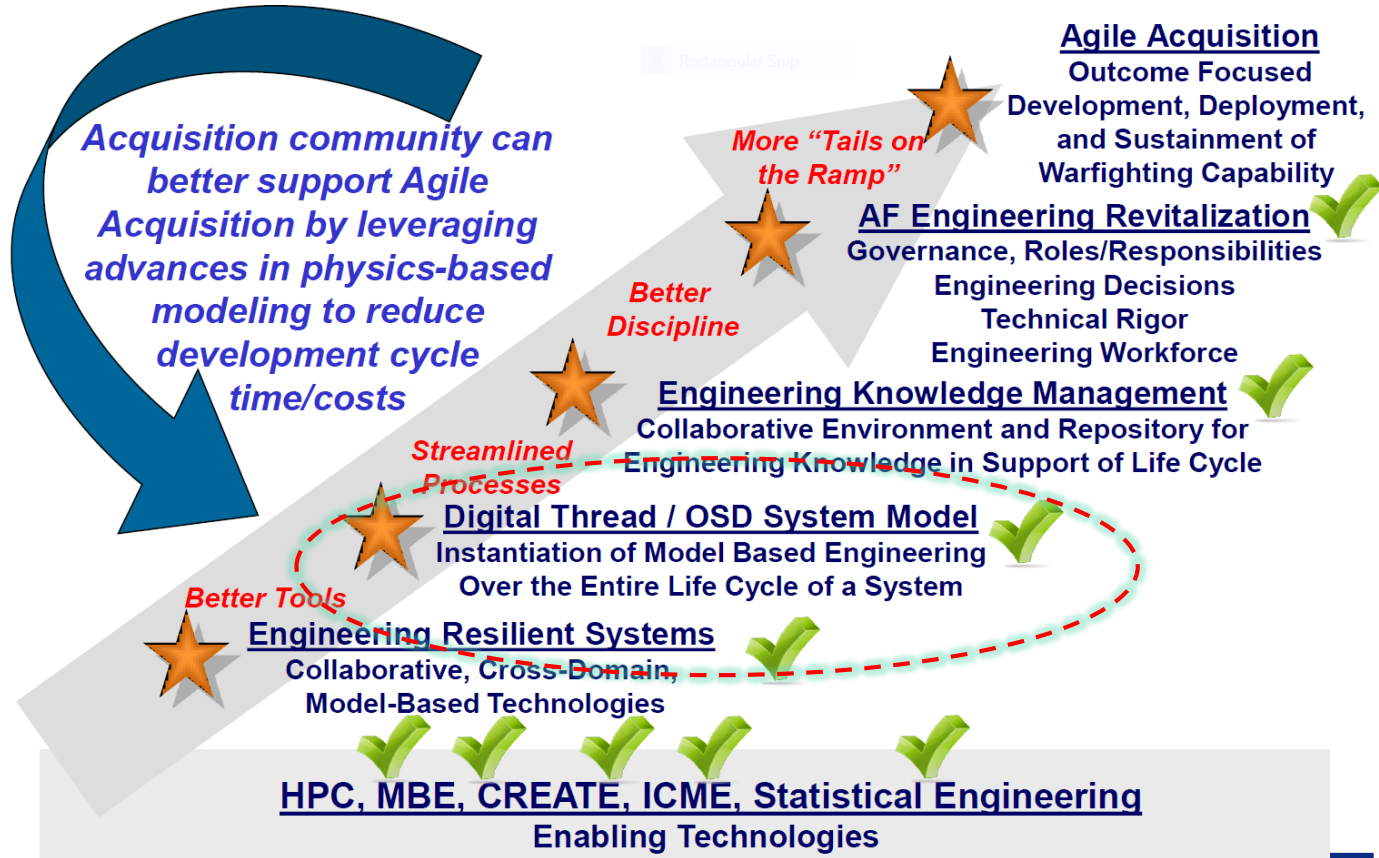 Rectangular Snip
Agile Acquisition
Outcome Focused
Development, Deployment,
and Sustainment of
Warfighting Capability
Acquisition community can
better support Agile
Acquisition by leveraging
advances in physics-based
modeling to reduce
development cycle
time/costs
More “Tails on
the Ramp”
AF Engineering Revitalization
Governance, Roles/Responsibilities
Engineering Decisions
Technical Rigor
Engineering Workforce
Better
Discipline
Engineering Knowledge Management
Collaborative Environment and Repository for
Engineering Knowledge in Support of Life Cycle
Streamlined
Processes
Digital Thread / OSD System Model
Instantiation of Model Based Engineering
Over the Entire Life Cycle of a System
Better Tools
Engineering Resilient Systems
Collaborative, Cross-Domain,
Model-Based Technologies
HPC, MBE, CREATE, ICME, Statistical Engineering
Enabling Technologies